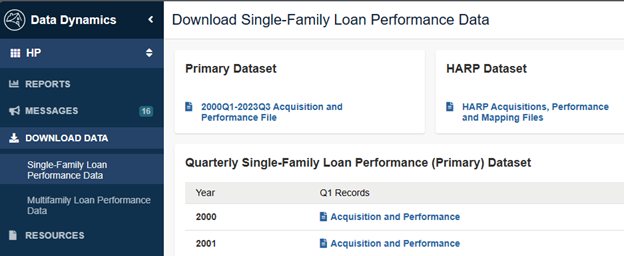 Data Dynamics
HP
REPORTS
MESSAGES 16
DOWNLOAD DATA
Single-Family Loan
Performance Data
Multifamily Loan Performance
Data
RESOURCES
Download Single-Family Loan Performance Data
Primary Dataset
2000Q1-2023Q3 Acquisition and
Performance File
HARP Dataset
HARP Acquisitions, Performance
and Mapping Files
Quarterly Single-Family Loan Performance (Primary) Dataset
Year Q1 Records
2000 Acquisition and Performance
2001 Acquisition and Performance